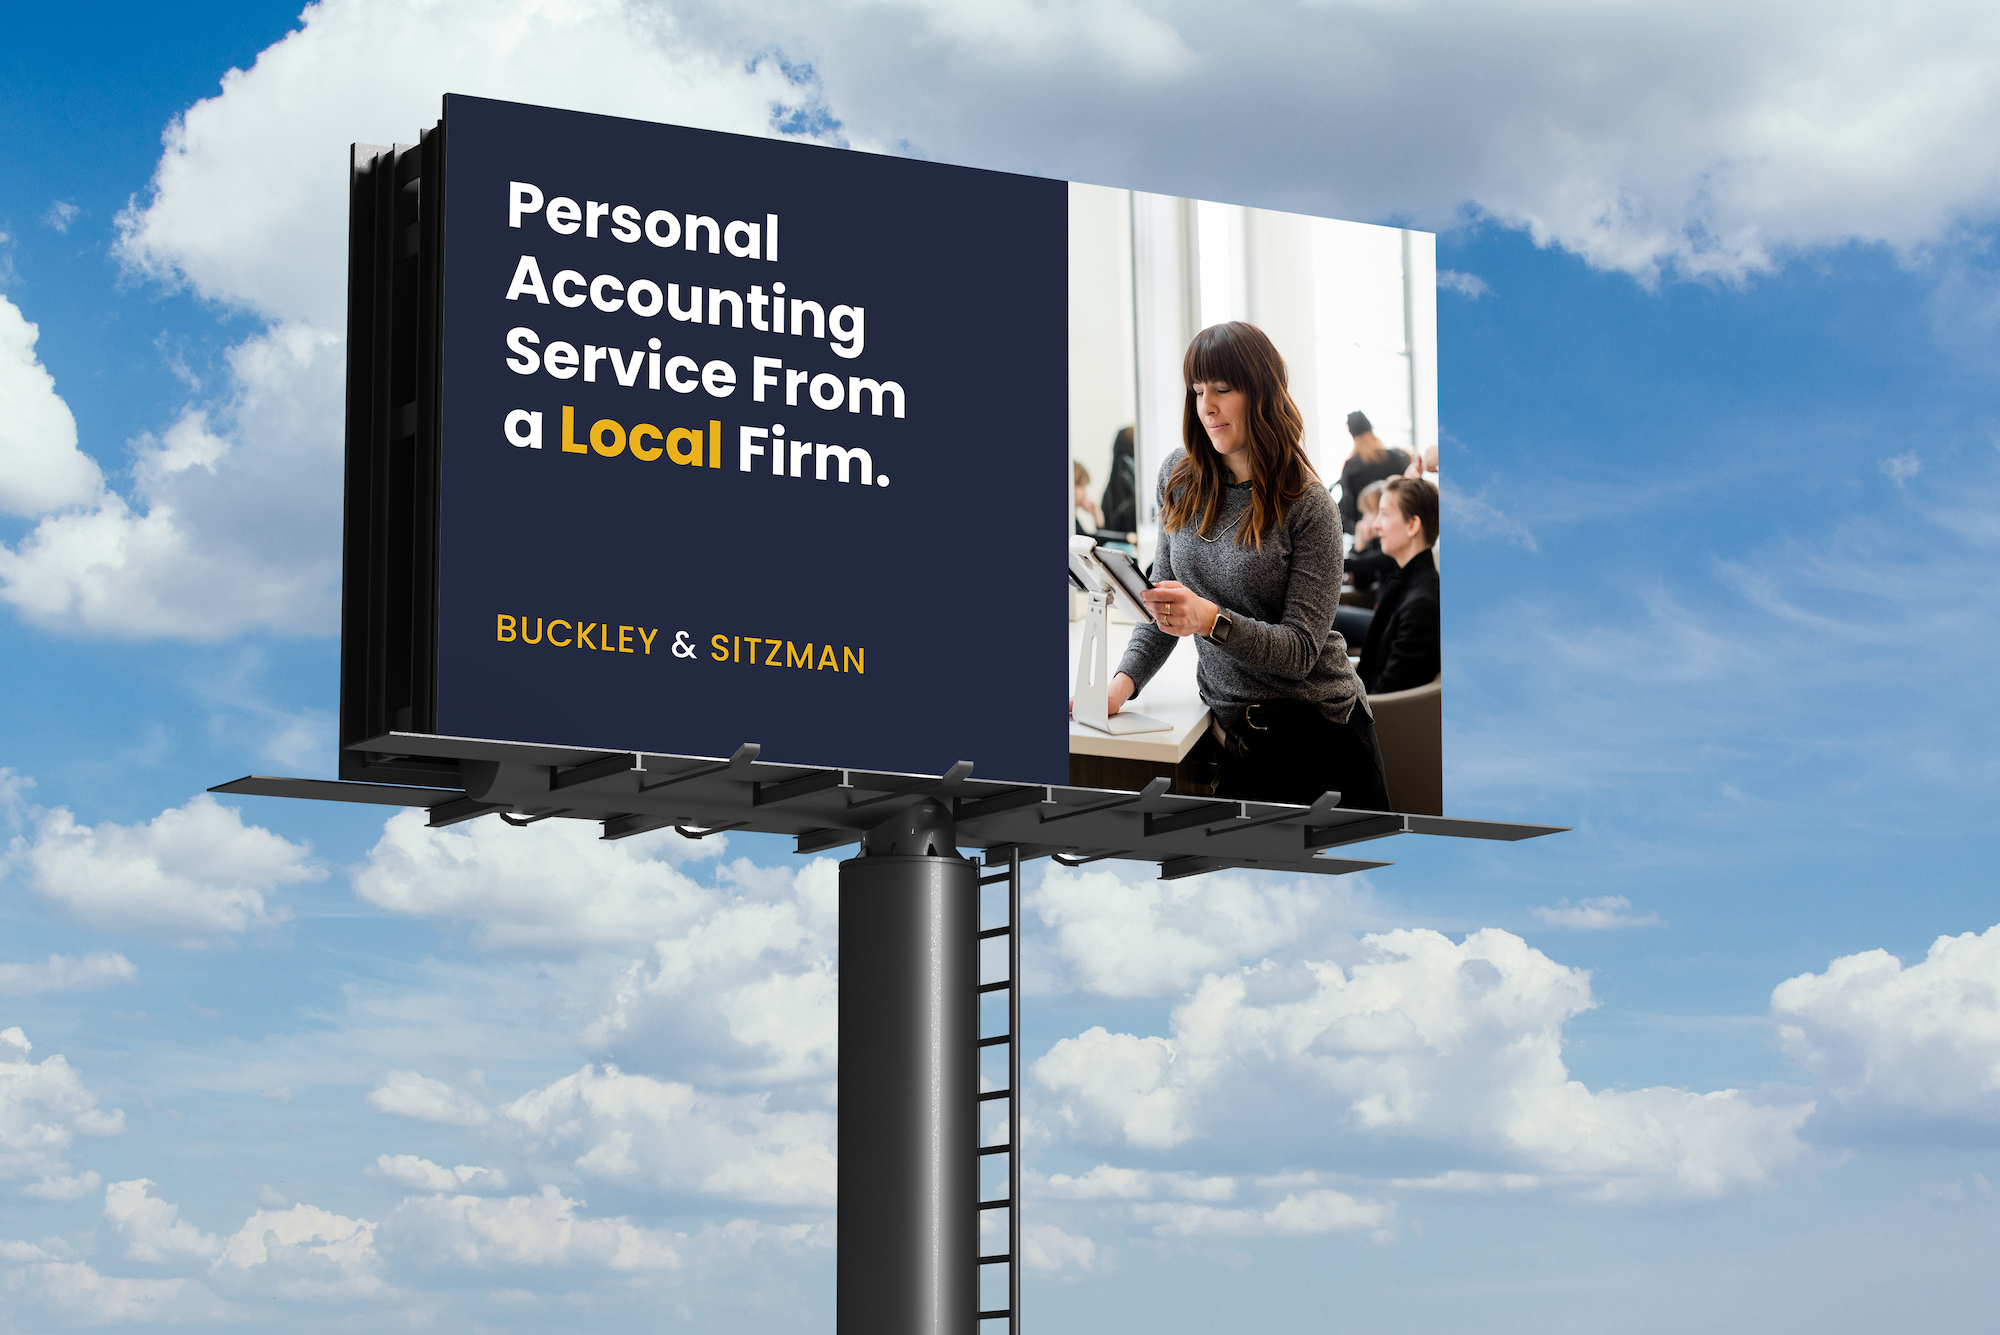 Personal
Accounting
Service From
a Local Firm.
BUCKLEY & SITZMAN